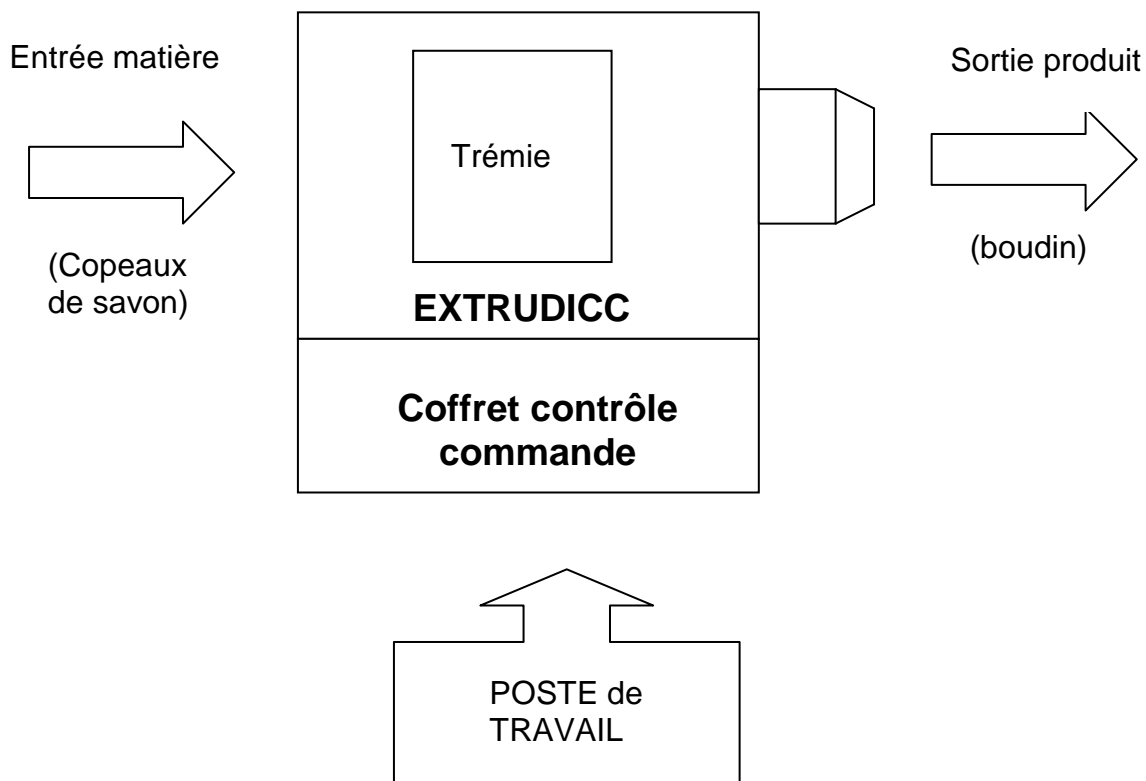 Entrée matière
Sortie produit
Trémie
(Copeaux
de savon)
(boudin)
EXTRUDICC
Coffret contrôle
commande
POSTE de
TRAVAIL